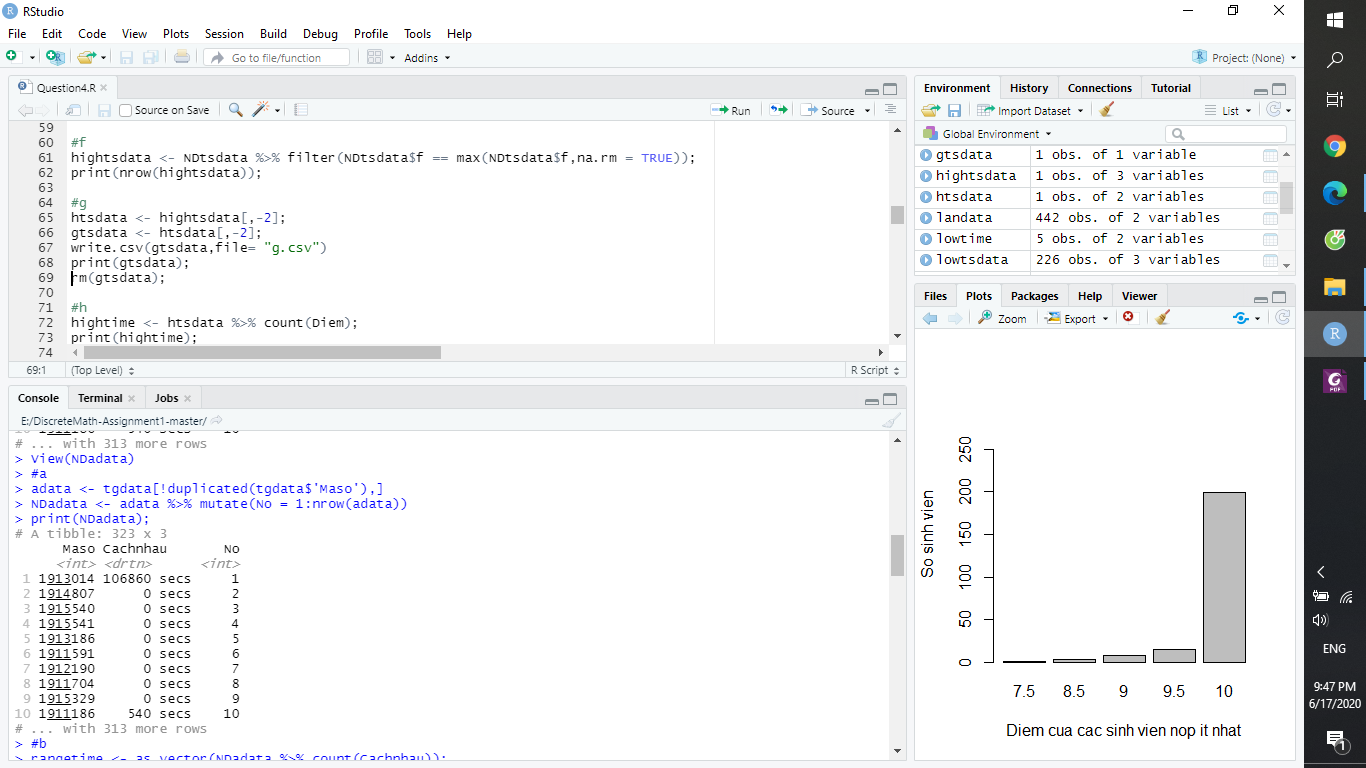 RStudio
File Edit Code View Plots Session Build Debug Profile Tools Help
Go to file/function Addins Project: (None)
Question4.R
Source on Save Run Source
59
60 #f
61 hightsdata <- NDtsdata %>% filter(NDtsdata$f == max(NDtsdata$f,na.rm = TRUE));
62 print(nrow(hightsdata));
63
64 #g
65 htsdata <- hightsdata[,-2];
66 gtsdata <- htsdata[,-2];
67 write.csv(gtsdata,file= "g.csv")
68 print(gtsdata);
69 rm(gtsdata);
70
71 #h
72 hightime <- htsdata %>% count(Diem);
73 print(hightime);
74
69:1 (Top Level) R Script
Console Terminal Jobs
E:/DiscreteMath-Assignment1-master/
# ... with 313 more rows
> View(NDadata)
> #a
> adata <- tgdata[!duplicated(tgdata$'Maso'),]
> NDadata <- adata %>% mutate(No = 1:nrow(adata))
> print(NDadata);
# A tibble: 323 x 3
Maso Cachnhau No
<int> <drtn> <int>
1 1913014 106860 secs 1
2 1914807 0 secs 2
3 1915540 0 secs 3
4 1915541 0 secs 4
5 1913186 0 secs 5
6 1911591 0 secs 6
7 1912190 0 secs 7
8 1911704 0 secs 8
9 1915329 0 secs 9
10 1911186 540 secs 10
# ... with 313 more rows
> #b
> rangetime <- as.vector(NDadata %>% count(Cachnhau));
Environment History Connections Tutorial
Import Dataset List
Global Environment
gtsdata 1 obs. of 1 variable
hightsdata 1 obs. of 3 variables
htsdata 1 obs. of 2 variables
landata 442 obs. of 2 variables
lowtime 5 obs. of 2 variables
lowtsdata 226 obs. of 3 variables
Files Plots Packages Help Viewer
Zoom Export
So sinh vien
250
200
150
100
50
0
7.5 8.5 9 9.5 10
Diem cua cac sinh vien nop it nhat
R
PDF
ENG
9:47 PM
6/17/2020
1